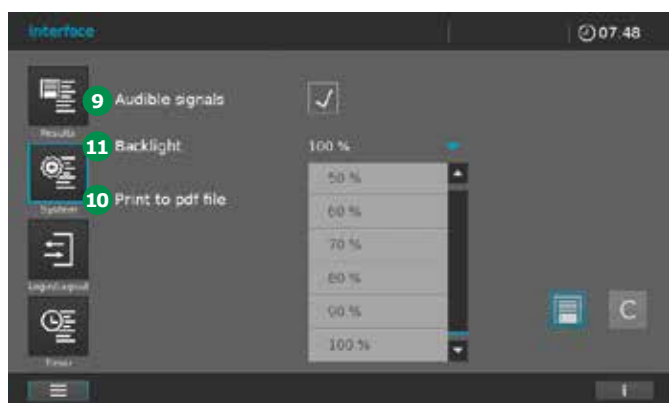 Interface
07.48
9 Audible signals
Results
11 Backlight
100 %
50 %
System
10 Print to pdf file
60 %
70 %
Login/Logout
80 %
90 %
C
100 %
Timer
i